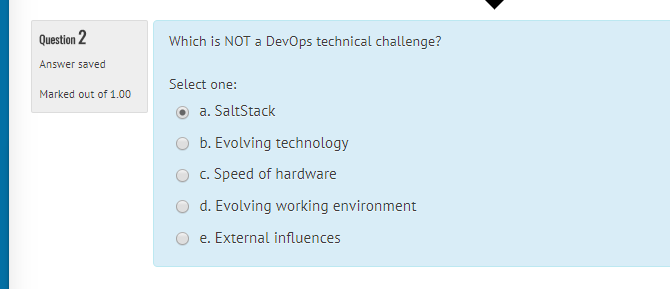 Question 2
Answer saved
Marked out of 1.00
Which is NOT a DevOps technical challenge?
Select one:
a. SaltStack
b. Evolving technology
c. Speed of hardware
d. Evolving working environment
e. External influences